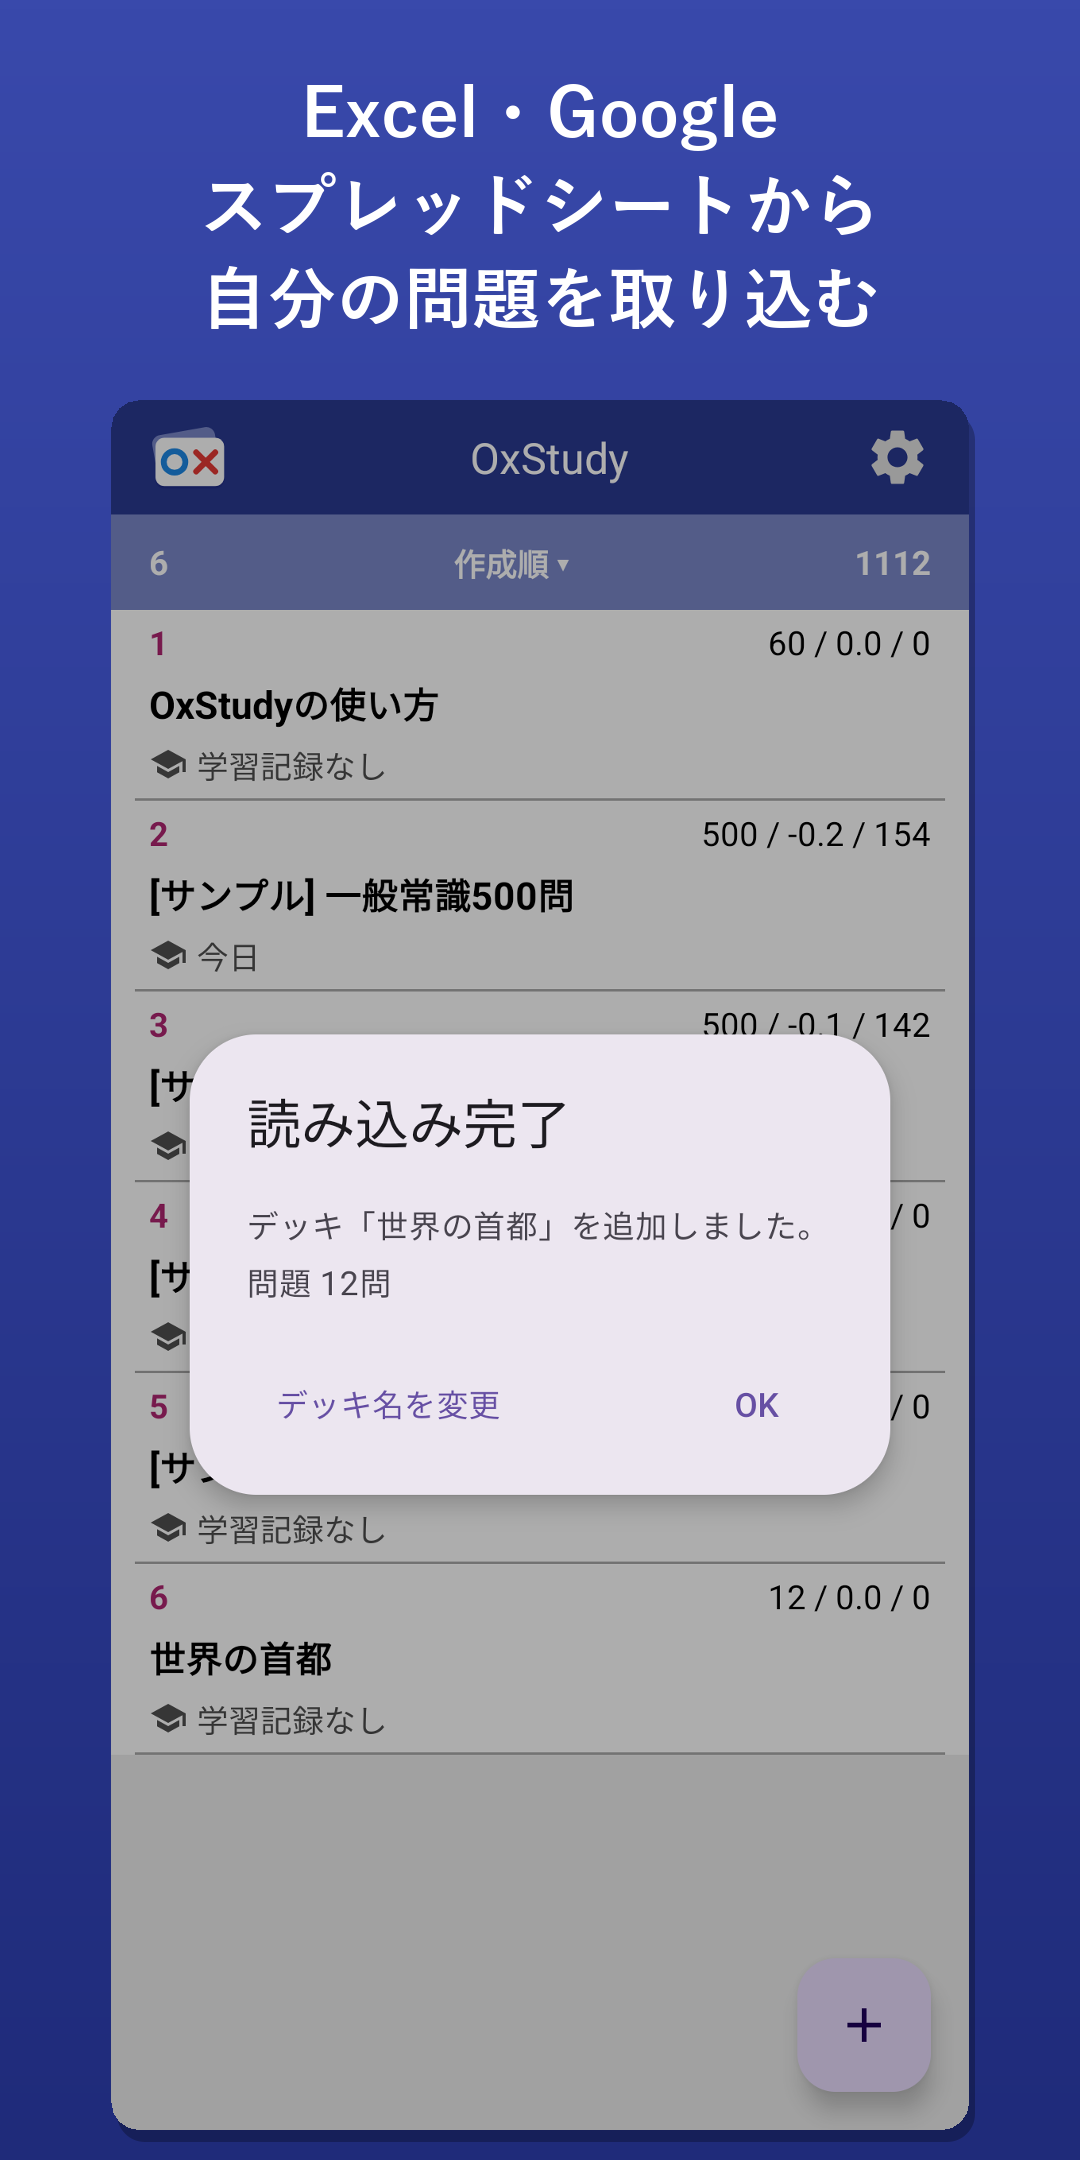 Excel・Google
スプレッドシートから
自分の問題を取り込む
OX
OxStudy
6 作成順 ▾ 1112
1 60 / 0.0 / 0
OxStudyの使い方
学習記録なし
2 500 / -0.2 / 154
[サンプル] 一般常識500問
今日
3 500 / -0.1 / 142
[サ
読み込み完了
デッキ「世界の首都」を追加しました。
4 / 0
問題 12問
[サ
デッキ名を変更 OK
5 / 0
[サン
学習記録なし
6 12 / 0.0 / 0
世界の首都
学習記録なし
+